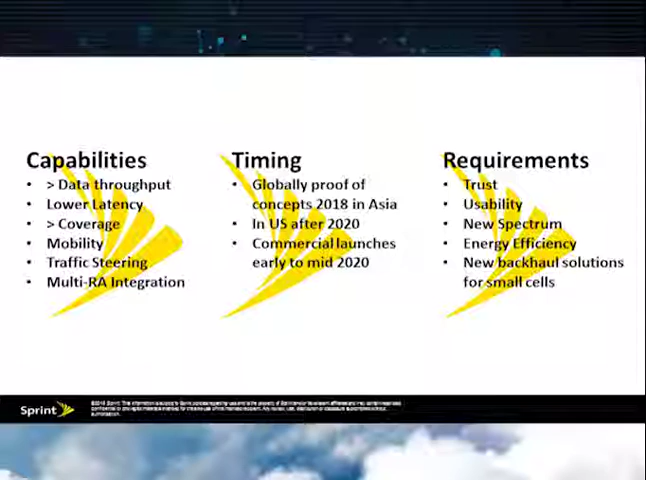 Capabilities
• > Data throughput
• Lower Latency
• > Coverage
• Mobility
• Traffic Steering
• Multi-RA Integration
Timing
• Globally proof of
concepts 2018 in Asia
• In US after 2020
• Commercial launches
early to mid 2020
Requirements
• Trust
• Usability
• New Spectrum
• Energy Efficiency
• New backhaul solutions
for small cells
Sprint